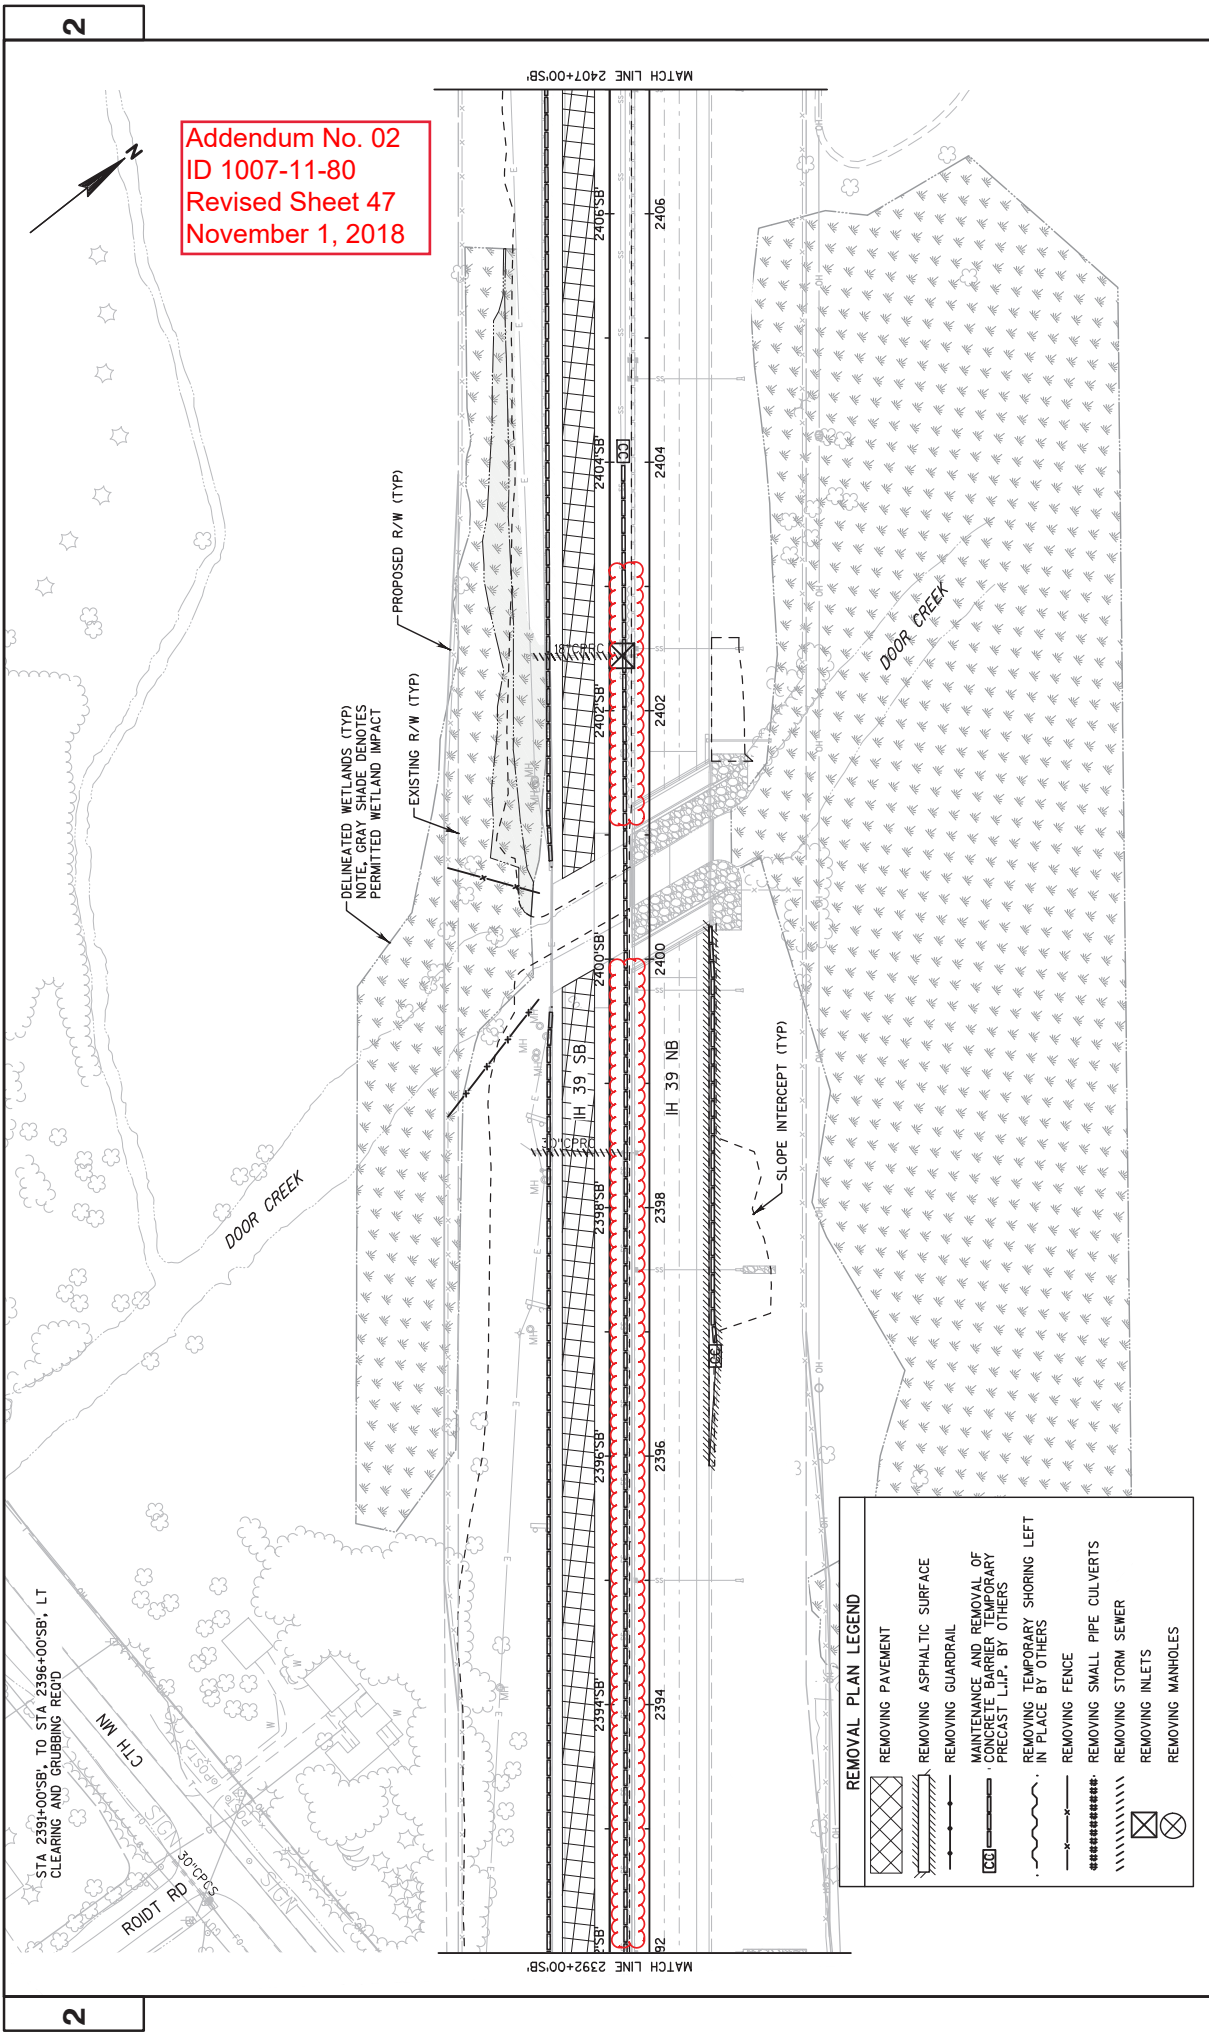 2
Addendum No. 02
ID 1007-11-80
Revised Sheet 47
November 1, 2018
N
MATCH LINE 2407+00'SB'
2406'SB'
2406
2404'SB'
2404
CC
PROPOSED R/W (TYP)
EXISTING R/W (TYP)
DELINEATED WETLANDS (TYP)
NOTE, GRAY SHADE DENOTES
PERMITTED WETLAND IMPACT
18"CPRC
2402'SB'
2402
DOOR CREEK
2400'SB'
2400
IH 39 SB
IH 39 NB
30"CPRC
2398'SB'
2398
SLOPE INTERCEPT (TYP)
DOOR CREEK
CC
2396'SB'
2396
2394'SB'
2394
STA 2391+00'SB', TO STA 2396+00'SB', LT
CLEARING AND GRUBBING REQ'D
CTH MN
SIGN
SIGN
30"CPCS
ROIDT RD
MATCH LINE 2392+00'SB'
REMOVAL PLAN LEGEND
REMOVING PAVEMENT
REMOVING ASPHALTIC SURFACE
REMOVING GUARDRAIL
CC
MAINTENANCE AND REMOVAL OF
CONCRETE BARRIER TEMPORARY
PRECAST L.I.P. BY OTHERS
REMOVING TEMPORARY SHORING LEFT
IN PLACE BY OTHERS
REMOVING FENCE
REMOVING SMALL PIPE CULVERTS
REMOVING STORM SEWER
REMOVING INLETS
REMOVING MANHOLES
2